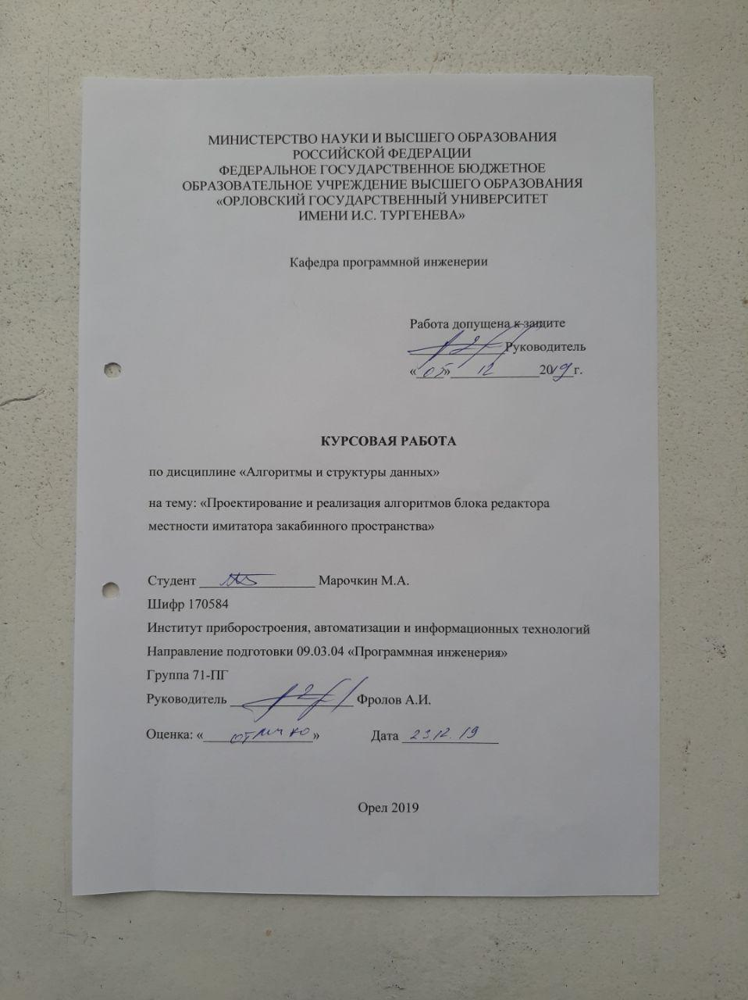 МИНИСТЕРСТВО НАУКИ И ВЫСШЕГО ОБРАЗОВАНИЯ
РОССИЙСКОЙ ФЕДЕРАЦИИ
ФЕДЕРАЛЬНОЕ ГОСУДАРСТВЕННОЕ БЮДЖЕТНОЕ
ОБРАЗОВАТЕЛЬНОЕ УЧРЕЖДЕНИЕ ВЫСШЕГО ОБРАЗОВАНИЯ
«ОРЛОВСКИЙ ГОСУДАРСТВЕННЫЙ УНИВЕРСИТЕТ
ИМЕНИ И.С. ТУРГЕНЕВА»
Кафедра программной инженерии
Работа допущена к защите
Руководитель
«05» 12 2019 г.
КУРСОВАЯ РАБОТА
по дисциплине «Алгоритмы и структуры данных»
на тему: «Проектирование и реализация алгоритмов блока редактора
местности имитатора закабинного пространства»
Студент Марочкин М.А.
Шифр 170584
Институт приборостроения, автоматизации и информационных технологий
Направление подготовки 09.03.04 «Программная инженерия»
Группа 71-ПГ
Руководитель Фролов А.И.
Оценка: «отлично» Дата 23.12.19
Орел 2019